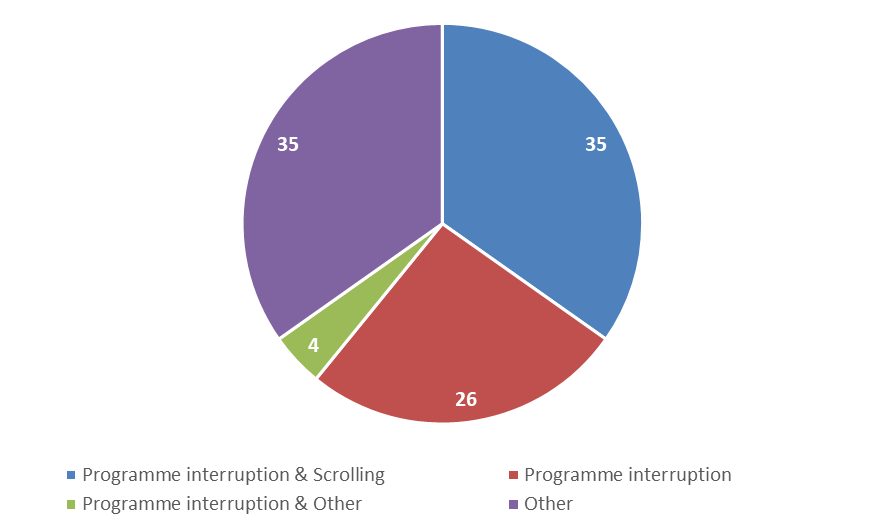 35
35
4
26
Programme interruption & Scrolling
Programme interruption
Programme interruption & Other
Other